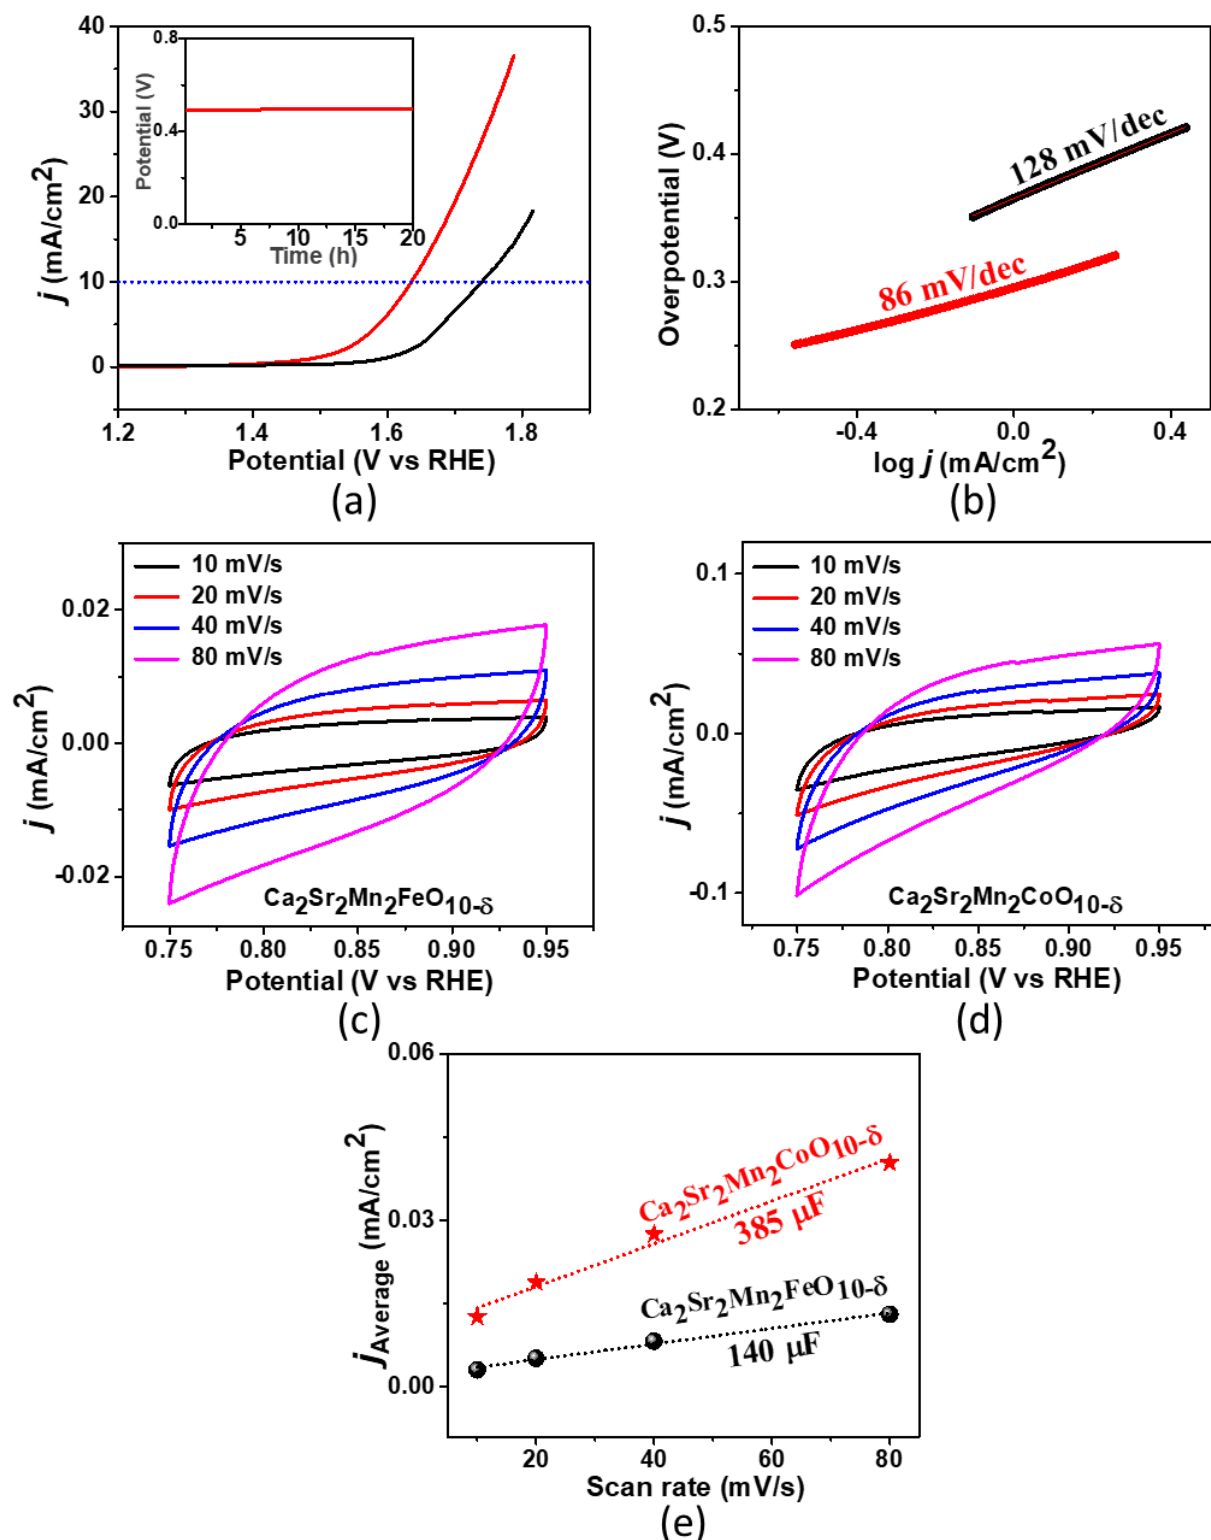 40
30
20
10
0
j (mA/cm2)
0.8
0.4
0.0
Potential (V)
5 10 15 20
Time (h)
1.2 1.4 1.6 1.8
Potential (V vs RHE)
(a)
0.5
0.4
0.3
0.2
Overpotential (V)
128 mV/dec
86 mV/dec
-0.4 0.0 0.4
log j (mA/cm2)
(b)
10 mV/s
20 mV/s
40 mV/s
80 mV/s
0.02
0.00
-0.02
j (mA/cm2)
Ca2Sr2Mn2FeO10-δ
0.75 0.80 0.85 0.90 0.95
Potential (V vs RHE)
(c)
10 mV/s
20 mV/s
40 mV/s
80 mV/s
0.1
0.0
-0.1
j (mA/cm2)
Ca2Sr2Mn2CoO10-δ
0.75 0.80 0.85 0.90 0.95
Potential (V vs RHE)
(d)
0.06
0.03
0.00
jAverage (mA/cm2)
Ca2Sr2Mn2CoO10-δ
385 μF
Ca2Sr2Mn2FeO10-δ
140 μF
20 40 60 80
Scan rate (mV/s)
(e)